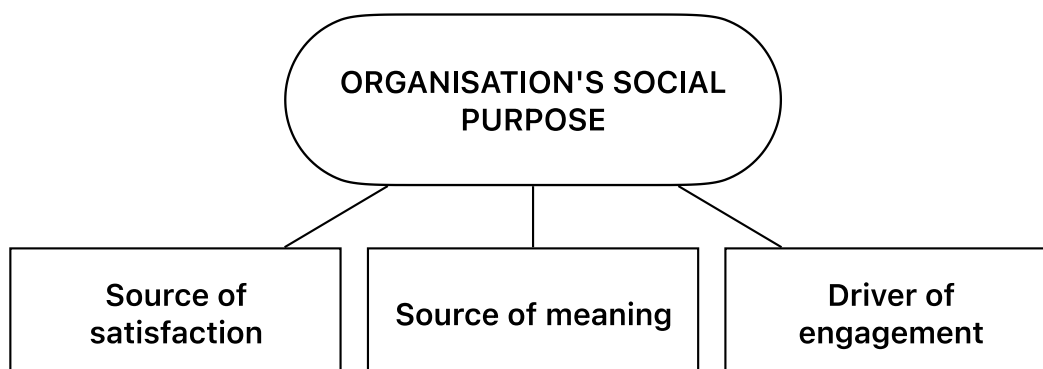 ORGANISATION'S SOCIAL
PURPOSE
Source of
satisfaction
Source of meaning
Driver of
engagement